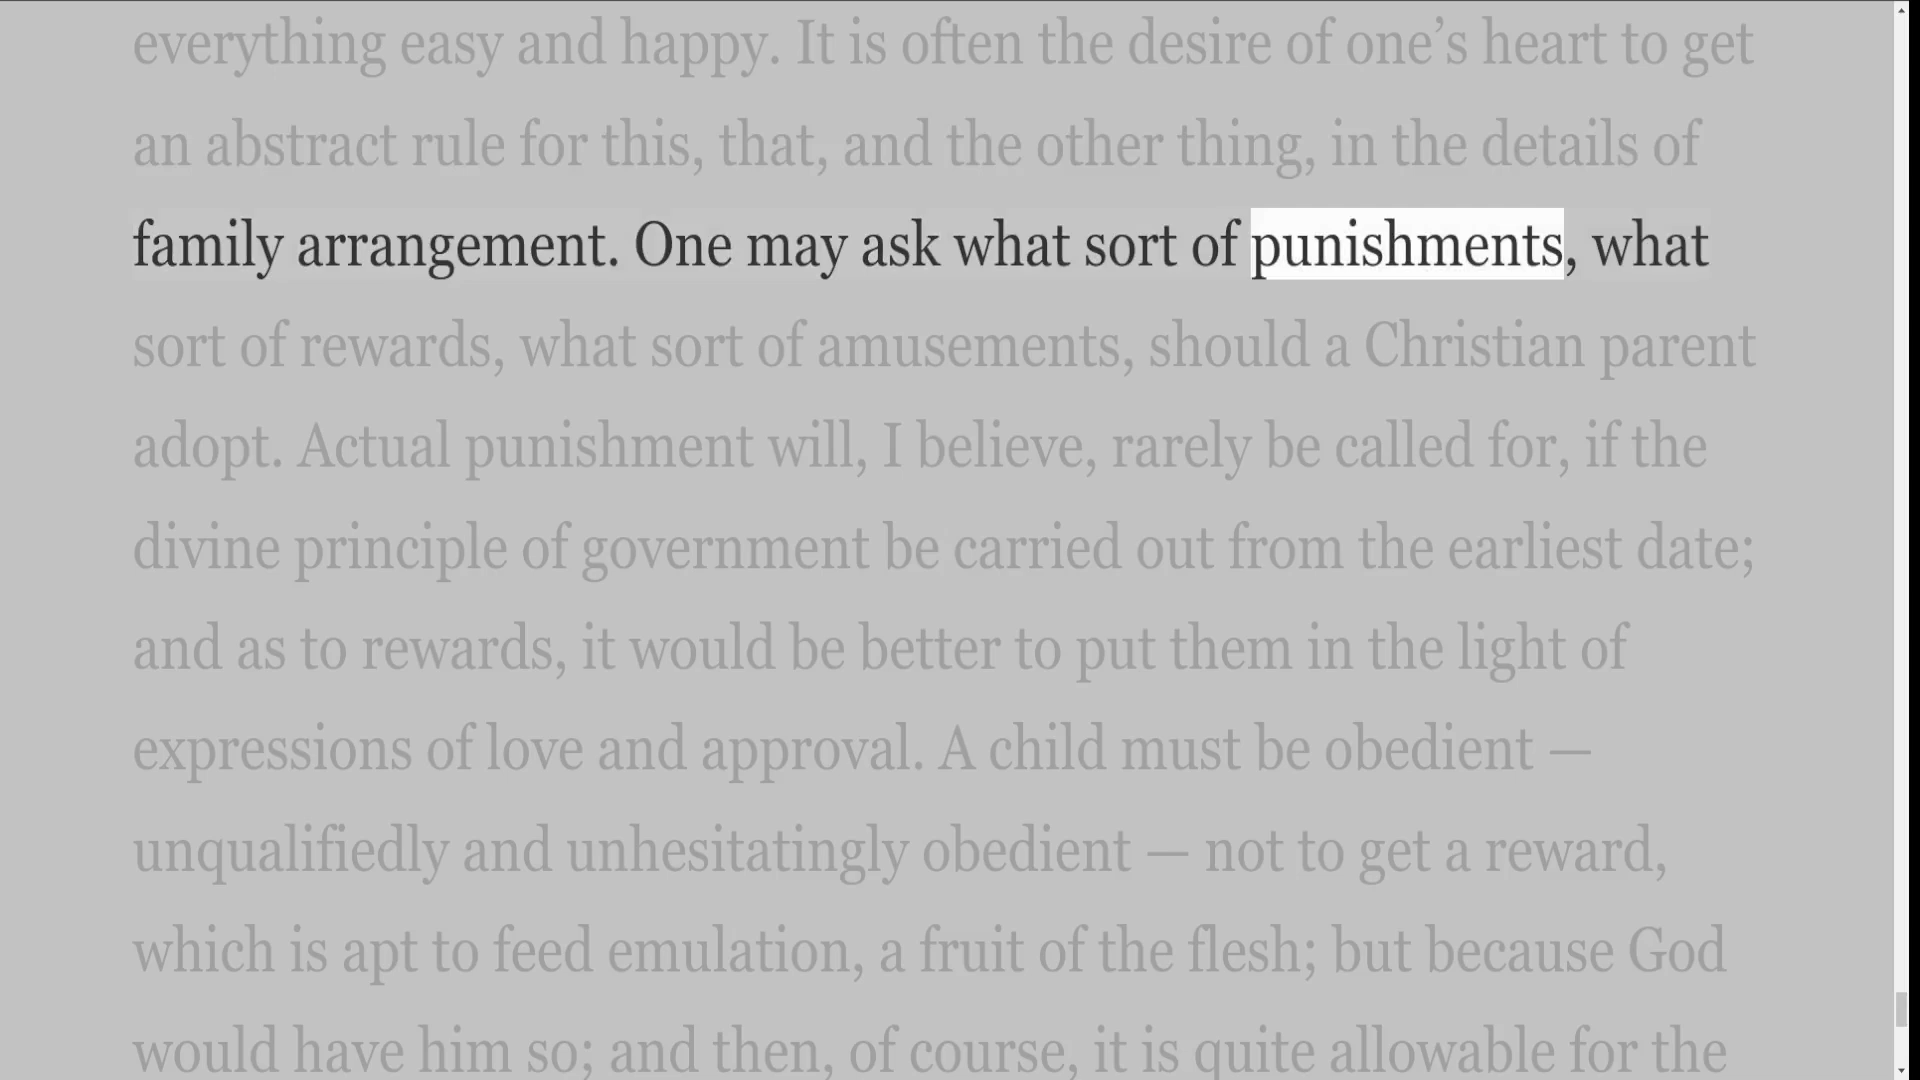 everything easy and happy. It is often the desire of one’s heart to get
an abstract rule for this, that, and the other thing, in the details of
family arrangement. One may ask what sort of punishments, what
sort of rewards, what sort of amusements, should a Christian parent
adopt. Actual punishment will, I believe, rarely be called for, if the
divine principle of government be carried out from the earliest date;
and as to rewards, it would be better to put them in the light of
expressions of love and approval. A child must be obedient —
unqualifiedly and unhesitatingly obedient — not to get a reward,
which is apt to feed emulation, a fruit of the flesh; but because God
would have him so; and then, of course, it is quite allowable for the